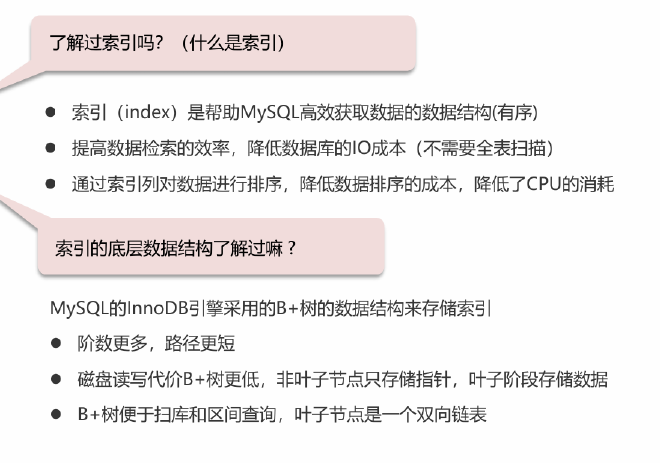 了解过索引吗？（什么是索引）
● 索引（index）是帮助MySQL高效获取数据的数据结构(有序)
● 提高数据检索的效率，降低数据库的IO成本（不需要全表扫描）
● 通过索引列对数据进行排序，降低数据排序的成本，降低了CPU的消耗
索引的底层数据结构了解过嘛 ?
MySQL的InnoDB引擎采用的B+树的数据结构来存储索引
● 阶数更多，路径更短
● 磁盘读写代价B+树更低，非叶子节点只存储指针，叶子阶段存储数据
● B+树便于扫库和区间查询，叶子节点是一个双向链表